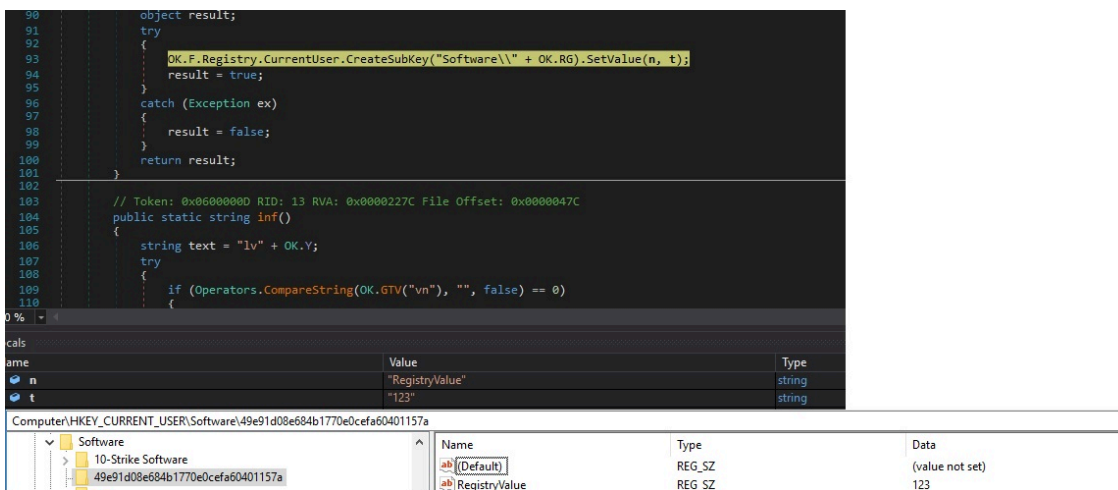 90 object result;
91 try
92 {
93 OK.F.Registry.CurrentUser.CreateSubKey("Software\\" + OK.RG).SetValue(n, t);
94 result = true;
95 }
96 catch (Exception ex)
97 {
98 result = false;
99 }
100 return result;
101 }
102
103 // Token: 0x0600000D RID: 13 RVA: 0x0000227C File Offset: 0x0000047C
104 public static string inf()
105 {
106 string text = "lv" + OK.Y;
107 try
108 {
109 if (Operators.CompareString(OK.GTV("vn"), "", false) == 0)
110 {
0 %
cals
ame Value Type
n "RegistryValue" string
t "123" string
Computer\HKEY_CURRENT_USER\Software\49e91d08e684b1770e0cefa60401157a
Software Name Type Data
10-Strike Software ab (Default) REG_SZ (value not set)
49e91d08e684b1770e0cefa60401157a ab RegistryValue REG_SZ 123